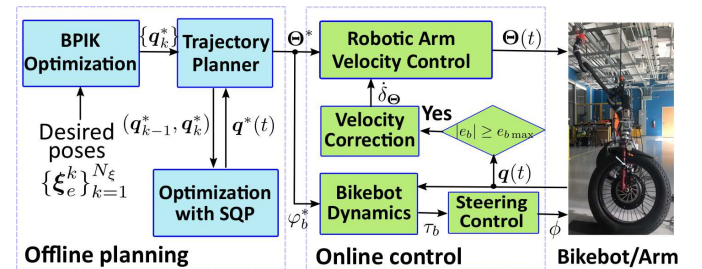 BPIK
Optimization
{q*_k}
Trajectory
Planner
Θ*
Robotic Arm
Velocity Control
Θ(t)
δ̇_Θ
Desired
poses
{ξ^k_e}^{N_ξ}_{k=1}
(q*_{k−1}, q*_k)
q*(t)
Velocity
Correction
Yes
|e_b| ≥ e_{b max}
Optimization
with SQP
φ*_b
Bikebot
Dynamics
τ_b
q(t)
Steering
Control
ϕ
Offline planning
Online control
Bikebot/Arm